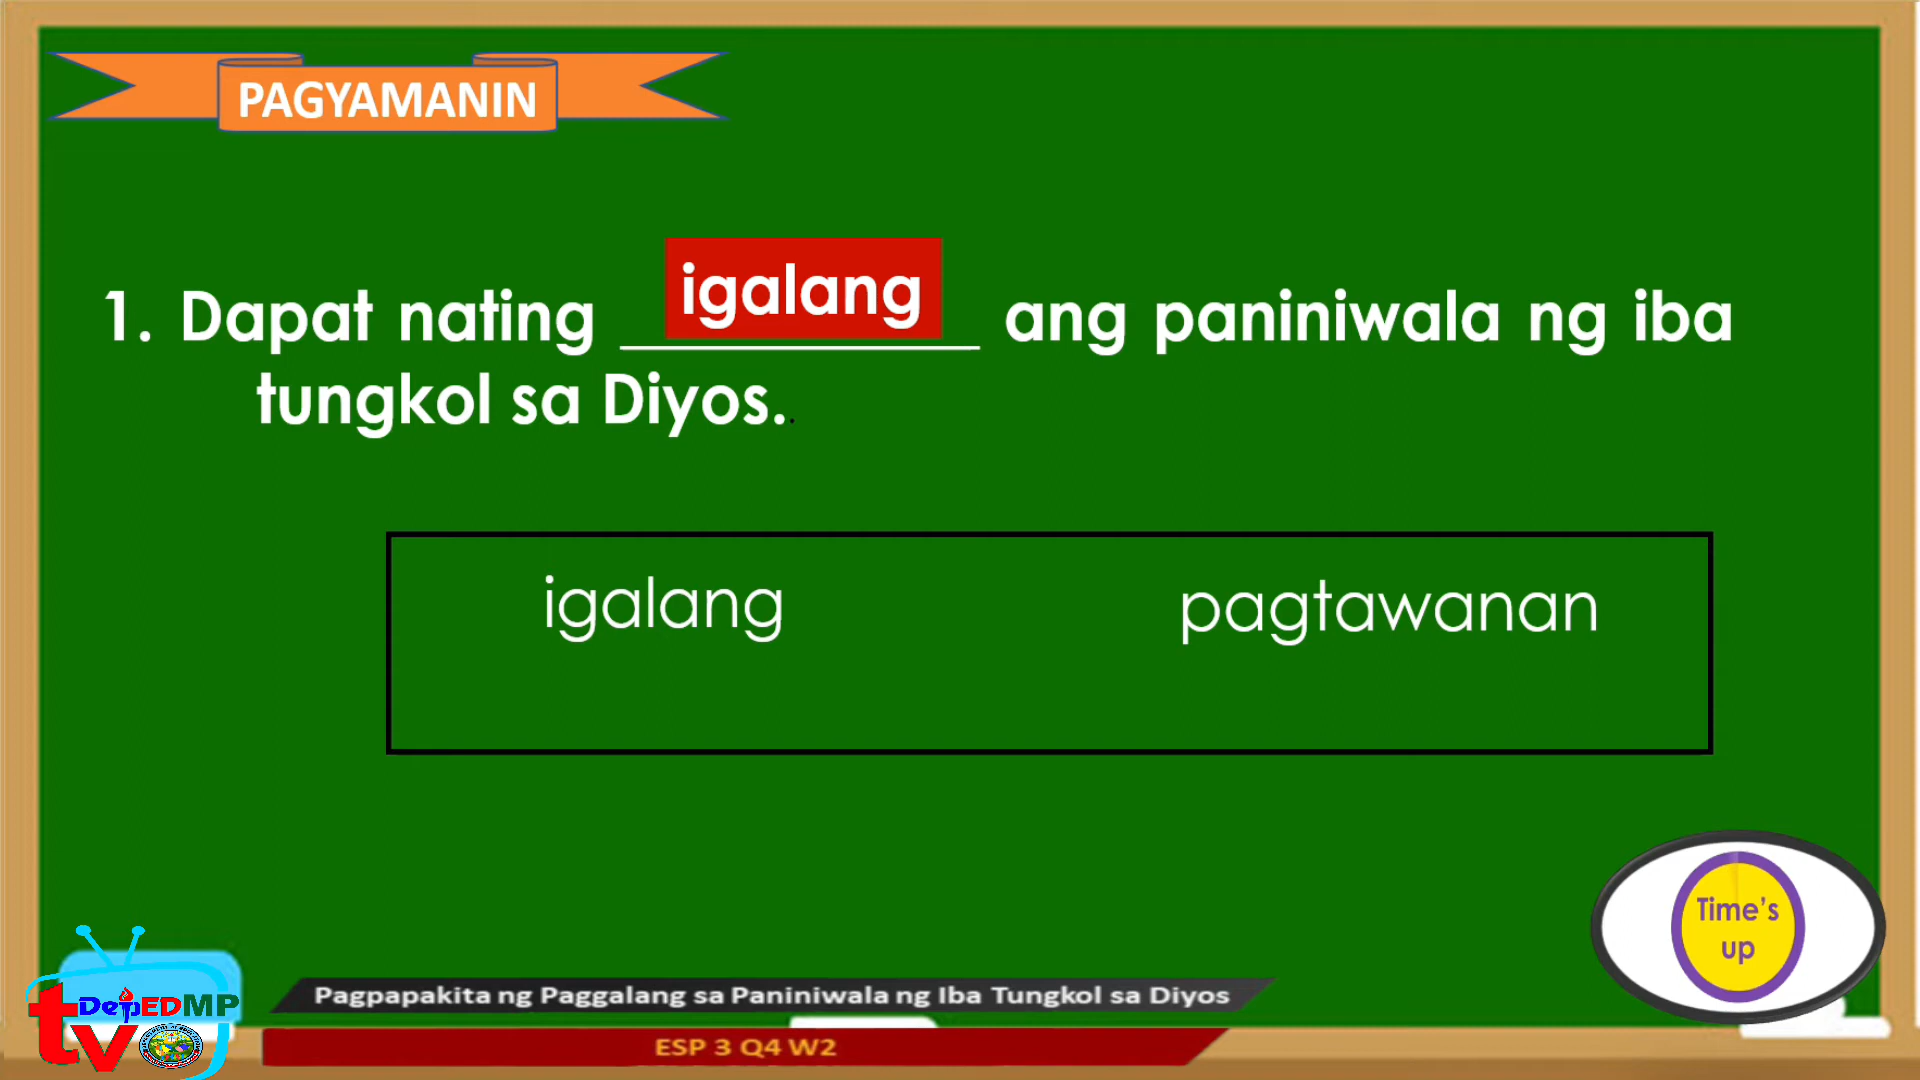 PAGYAMANIN
igalang
1. Dapat nating __________ ang paniniwala ng iba
tungkol sa Diyos..
igalang pagtawanan
Time's
up
DepEDMP
tv
Pagpapakita ng Paggalang sa Paniniwala ng Iba Tungkol sa Diyos
ESP 3 Q4 W2